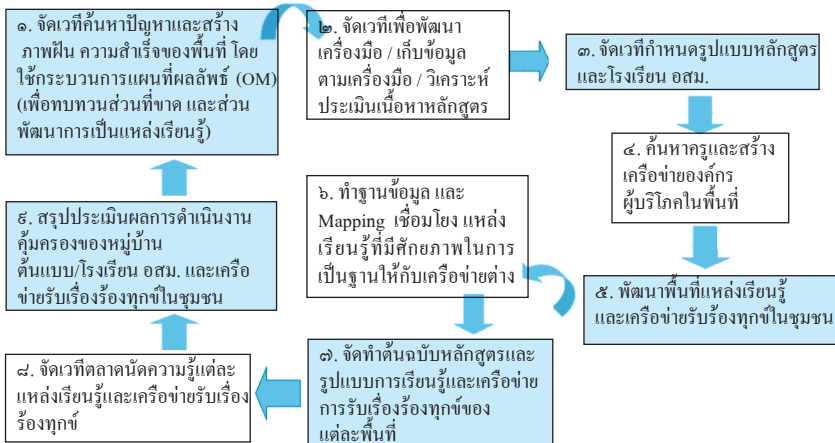 ๑. จัดเวทีค้นหาปัญหาและสร้าง
ภาพฝัน ความสำเร็จของพื้นที่ โดย
ใช้กระบวนการแผนที่ผลลัพธ์ (OM)
(เพื่อทบทวนส่วนที่ขาด และส่วน
พัฒนาการเป็นแหล่งเรียนรู้)
๒. จัดเวทีเพื่อพัฒนา
เครื่องมือ / เก็บข้อมูล
ตามเครื่องมือ / วิเคราะห์
ประเมินเนื้อหาหลักสูตร
๓. จัดเวทีกำหนดรูปแบบหลักสูตร
และโรงเรียน อสม.
๔. ค้นหาครูและสร้าง
เครือข่ายองค์กร
ผู้บริโภคในพื้นที่
๕. พัฒนาพื้นที่แหล่งเรียนรู้
และเครือข่ายรับร้องทุกข์ในชุมชน
๖. ทำฐานข้อมูล และ
Mapping เชื่อมโยง แหล่ง
เรียนรู้ที่มีศักยภาพในการ
เป็นฐานให้กับเครือข่ายต่าง
๗. จัดทำต้นฉบับหลักสูตรและ
รูปแบบการเรียนรู้และเครือข่าย
การรับเรื่องร้องทุกข์ของ
แต่ละพื้นที่
๘. จัดเวทีตลาดนัดความรู้แต่ละ
แหล่งเรียนรู้และเครือข่ายรับเรื่อง
ร้องทุกข์
๙. สรุปประเมินผลการดำเนินงาน
คุ้มครองของหมู่บ้าน
ต้นแบบ/โรงเรียน อสม. และเครือ
ข่ายรับเรื่องร้องทุกข์ในชุมชน